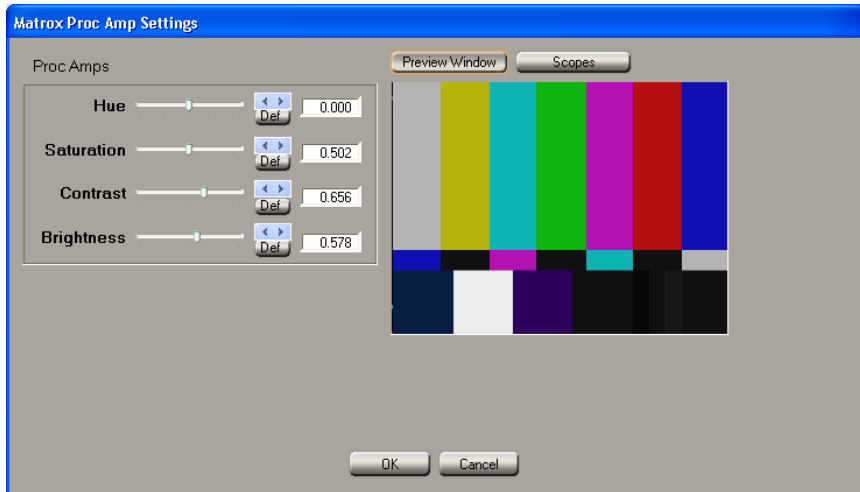 Matrox Proc Amp Settings
Proc Amps
Preview Window Scopes
Hue < > Def 0.000
Saturation < > Def 0.502
Contrast < > Def 0.656
Brightness < > Def 0.578
OK Cancel